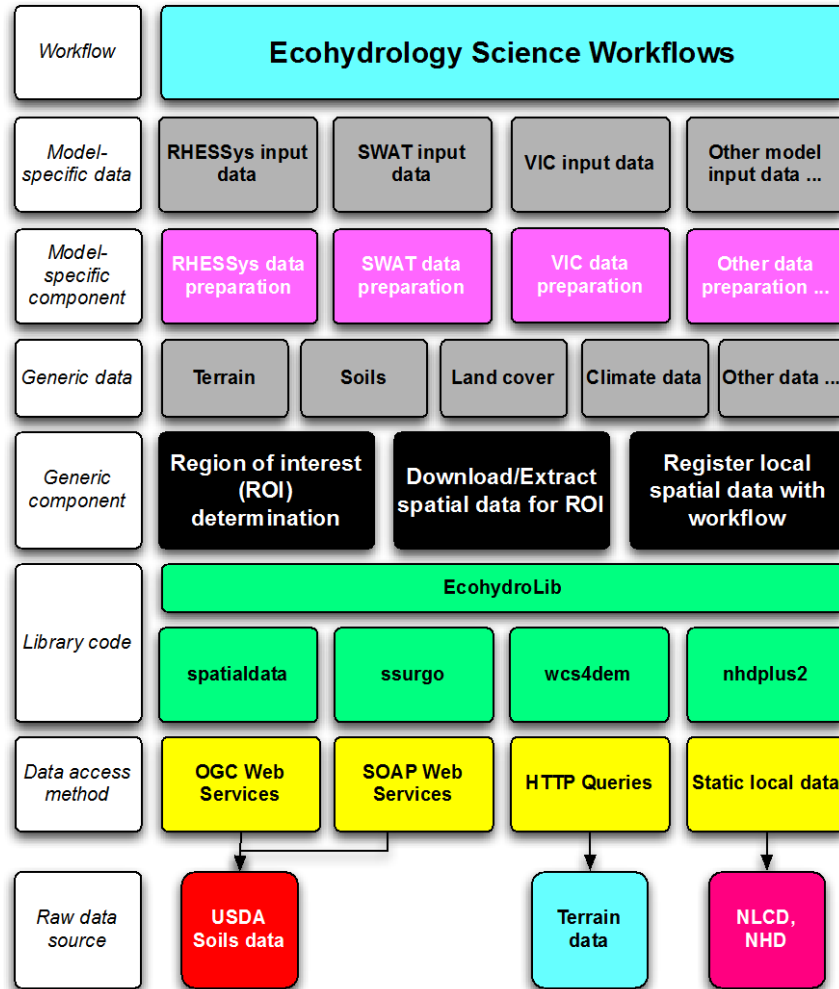 Workflow
Ecohydrology Science Workflows
Model-
specific data
RHESSys input
data
SWAT input
data
VIC input data
Other model
input data ...
Model-
specific
component
RHESSys data
preparation
SWAT data
preparation
VIC data
preparation
Other data
preparation ...
Generic data
Terrain
Soils
Land cover
Climate data
Other data ...
Generic
component
Region of interest
(ROI)
determination
Download/Extract
spatial data for ROI
Register local
spatial data with
workflow
Library code
EcohydroLib
spatialdata
ssurgo
wcs4dem
nhdplus2
Data access
method
OGC Web
Services
SOAP Web
Services
HTTP Queries
Static local data
Raw data
source
USDA
Soils data
Terrain
data
NLCD,
NHD